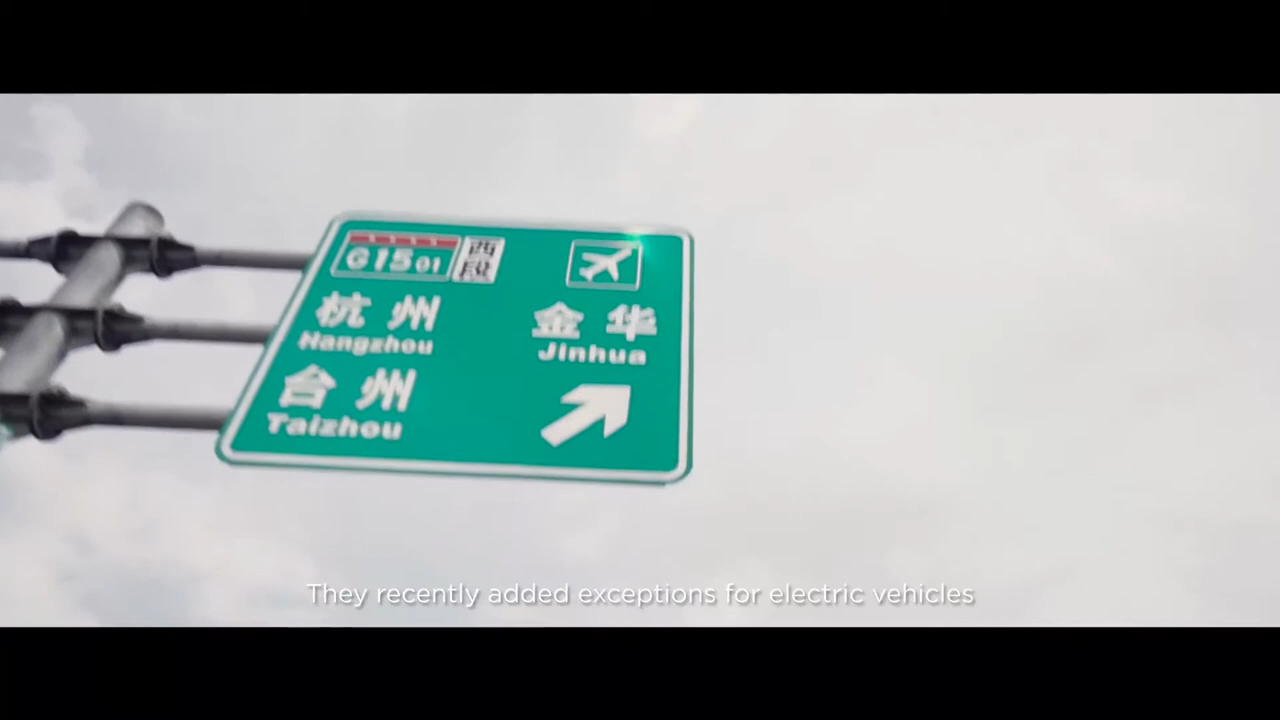 G1501 西段
杭州 金华
Hangzhou Jinhua
台州
Taizhou
They recently added exceptions for electric vehicles